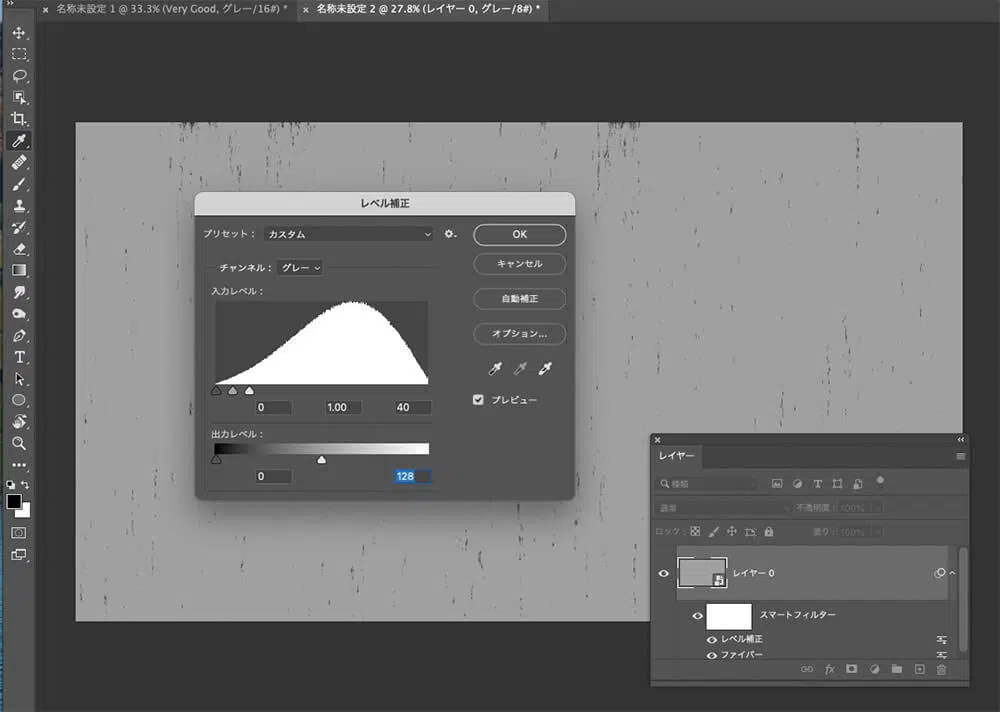 × 名称未設定 1 @ 33.3% (Very Good, グレー/16#) *
× 名称未設定 2 @ 27.8% (レイヤー 0, グレー/8#) *
レベル補正
プリセット： カスタム
OK
キャンセル
チャンネル： グレー
入力レベル：
自動補正
オプション...
プレビュー
0 1.00 40
出力レベル：
0 128
レイヤー
種類
通常 不透明度： 100%
ロック： 塗り： 100%
レイヤー 0
スマートフィルター
レベル補正
ファイバー
fx